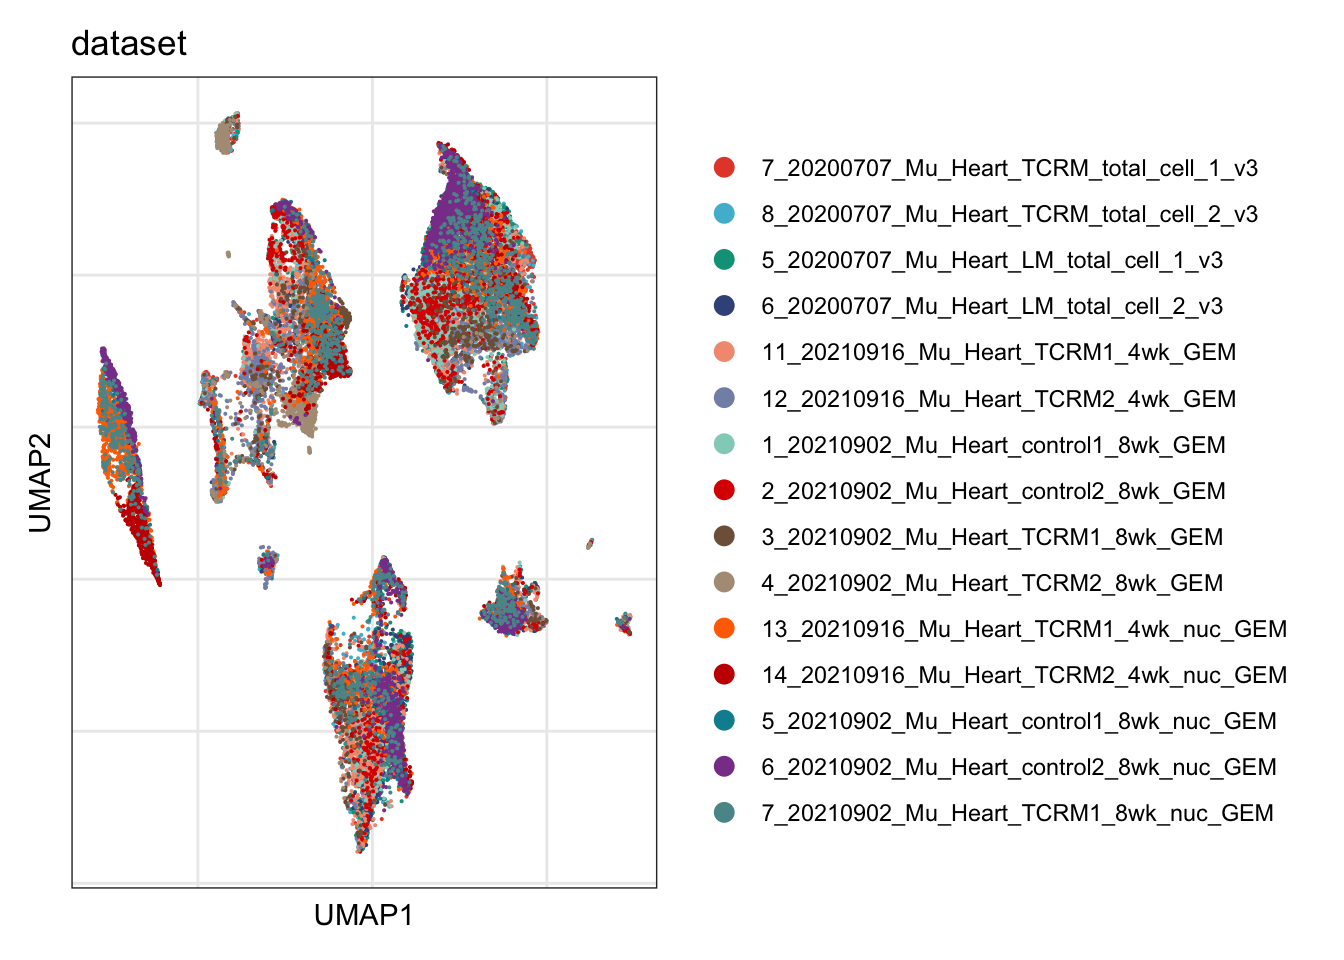 dataset
7_20200707_Mu_Heart_TCRM_total_cell_1_v3
8_20200707_Mu_Heart_TCRM_total_cell_2_v3
5_20200707_Mu_Heart_LM_total_cell_1_v3
6_20200707_Mu_Heart_LM_total_cell_2_v3
11_20210916_Mu_Heart_TCRM1_4wk_GEM
12_20210916_Mu_Heart_TCRM2_4wk_GEM
1_20210902_Mu_Heart_control1_8wk_GEM
2_20210902_Mu_Heart_control2_8wk_GEM
3_20210902_Mu_Heart_TCRM1_8wk_GEM
4_20210902_Mu_Heart_TCRM2_8wk_GEM
13_20210916_Mu_Heart_TCRM1_4wk_nuc_GEM
14_20210916_Mu_Heart_TCRM2_4wk_nuc_GEM
5_20210902_Mu_Heart_control1_8wk_nuc_GEM
6_20210902_Mu_Heart_control2_8wk_nuc_GEM
7_20210902_Mu_Heart_TCRM1_8wk_nuc_GEM
UMAP2
UMAP1